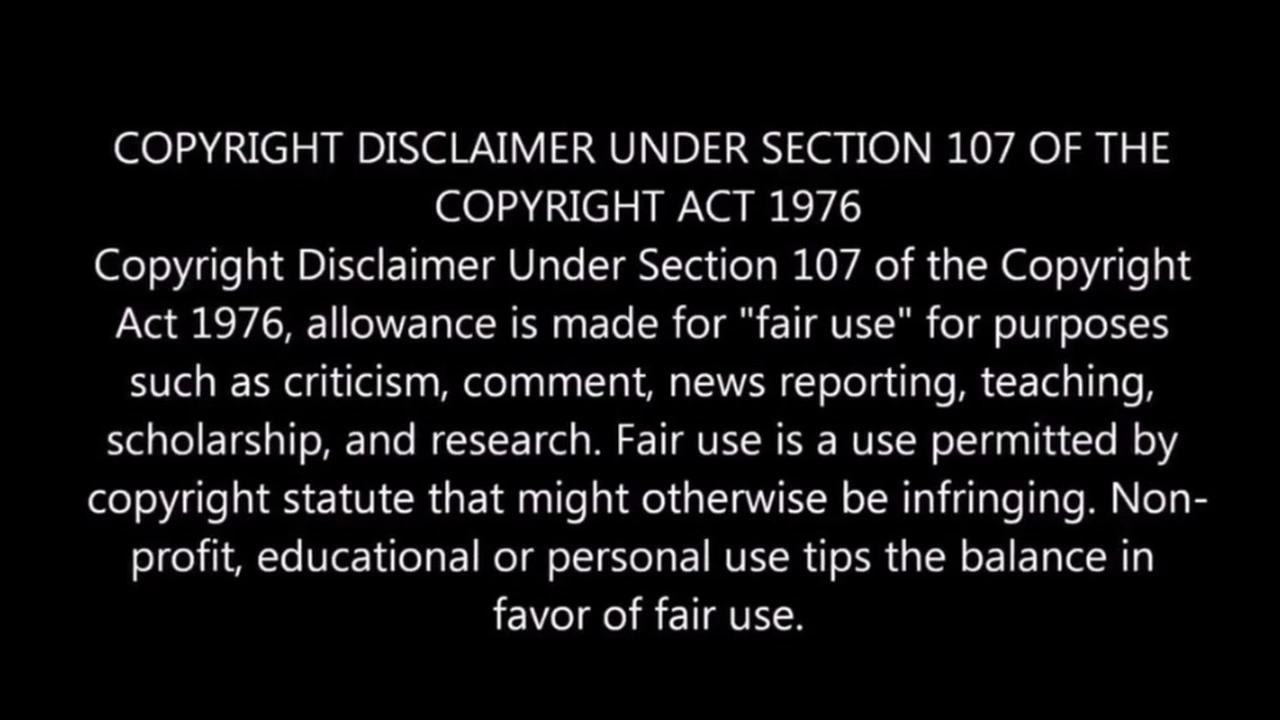 COPYRIGHT DISCLAIMER UNDER SECTION 107 OF THE
COPYRIGHT ACT 1976
Copyright Disclaimer Under Section 107 of the Copyright
Act 1976, allowance is made for "fair use" for purposes
such as criticism, comment, news reporting, teaching,
scholarship, and research. Fair use is a use permitted by
copyright statute that might otherwise be infringing. Non-
profit, educational or personal use tips the balance in
favor of fair use.